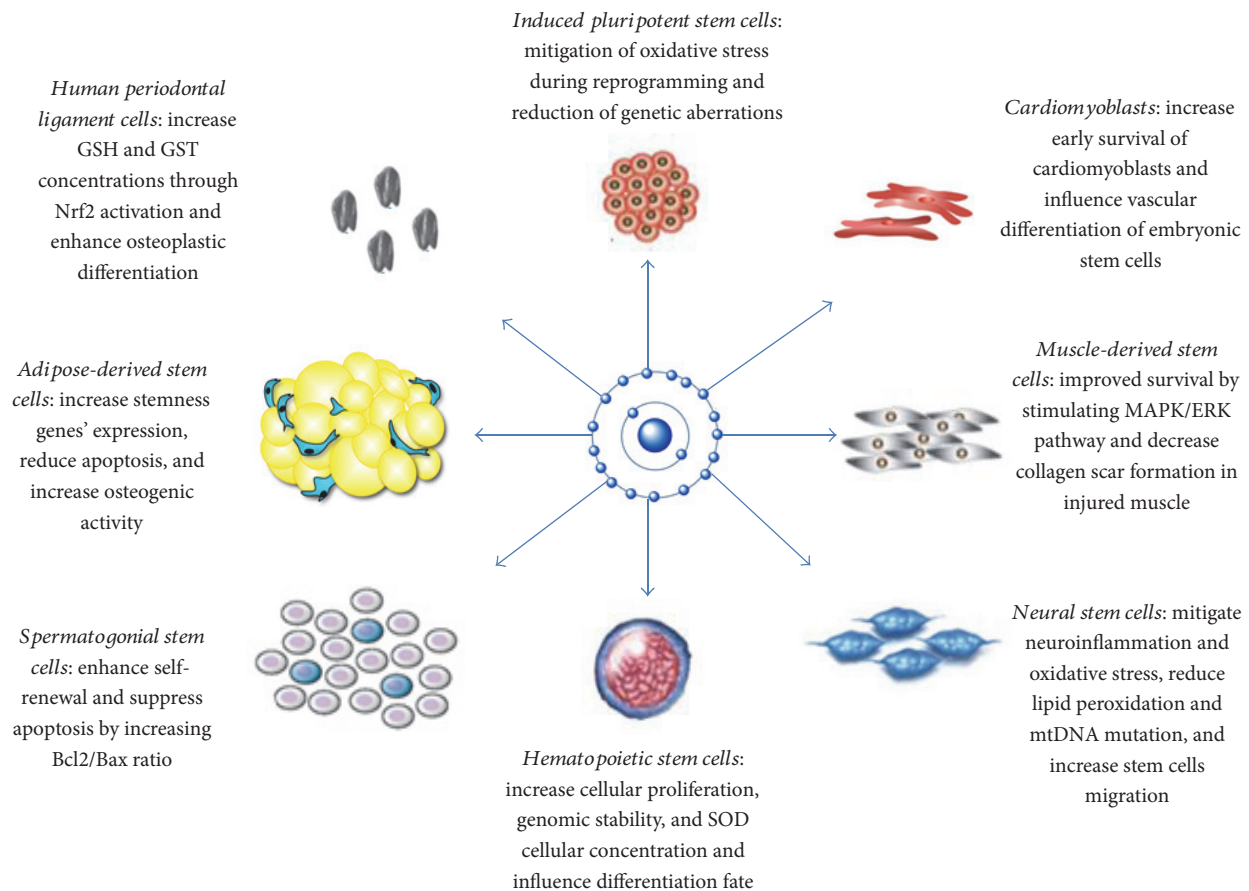 Induced pluripotent stem cells:
mitigation of oxidative stress
during reprogramming and
reduction of genetic aberrations
Human periodontal
ligament cells: increase
GSH and GST
concentrations through
Nrf2 activation and
enhance osteoplastic
differentiation
Cardiomyoblasts: increase
early survival of
cardiomyoblasts and
influence vascular
differentiation of embryonic
stem cells
Adipose-derived stem
cells: increase stemness
genes’ expression,
reduce apoptosis, and
increase osteogenic
activity
Muscle-derived stem
cells: improved survival by
stimulating MAPK/ERK
pathway and decrease
collagen scar formation in
injured muscle
Spermatogonial stem
cells: enhance self-
renewal and suppress
apoptosis by increasing
Bcl2/Bax ratio
Hematopoietic stem cells:
increase cellular proliferation,
genomic stability, and SOD
cellular concentration and
influence differentiation fate
Neural stem cells: mitigate
neuroinflammation and
oxidative stress, reduce
lipid peroxidation and
mtDNA mutation, and
increase stem cells
migration